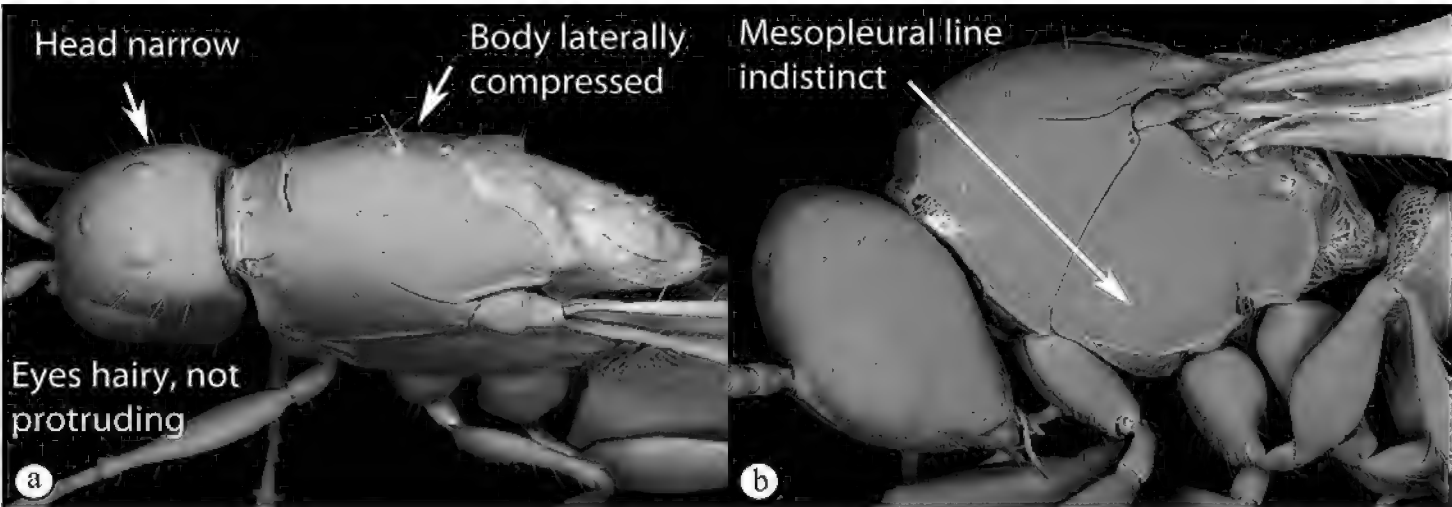 Head narrow
Body laterally
compressed
Eyes hairy, not
protruding
a
Mesopleural line
indistinct
b